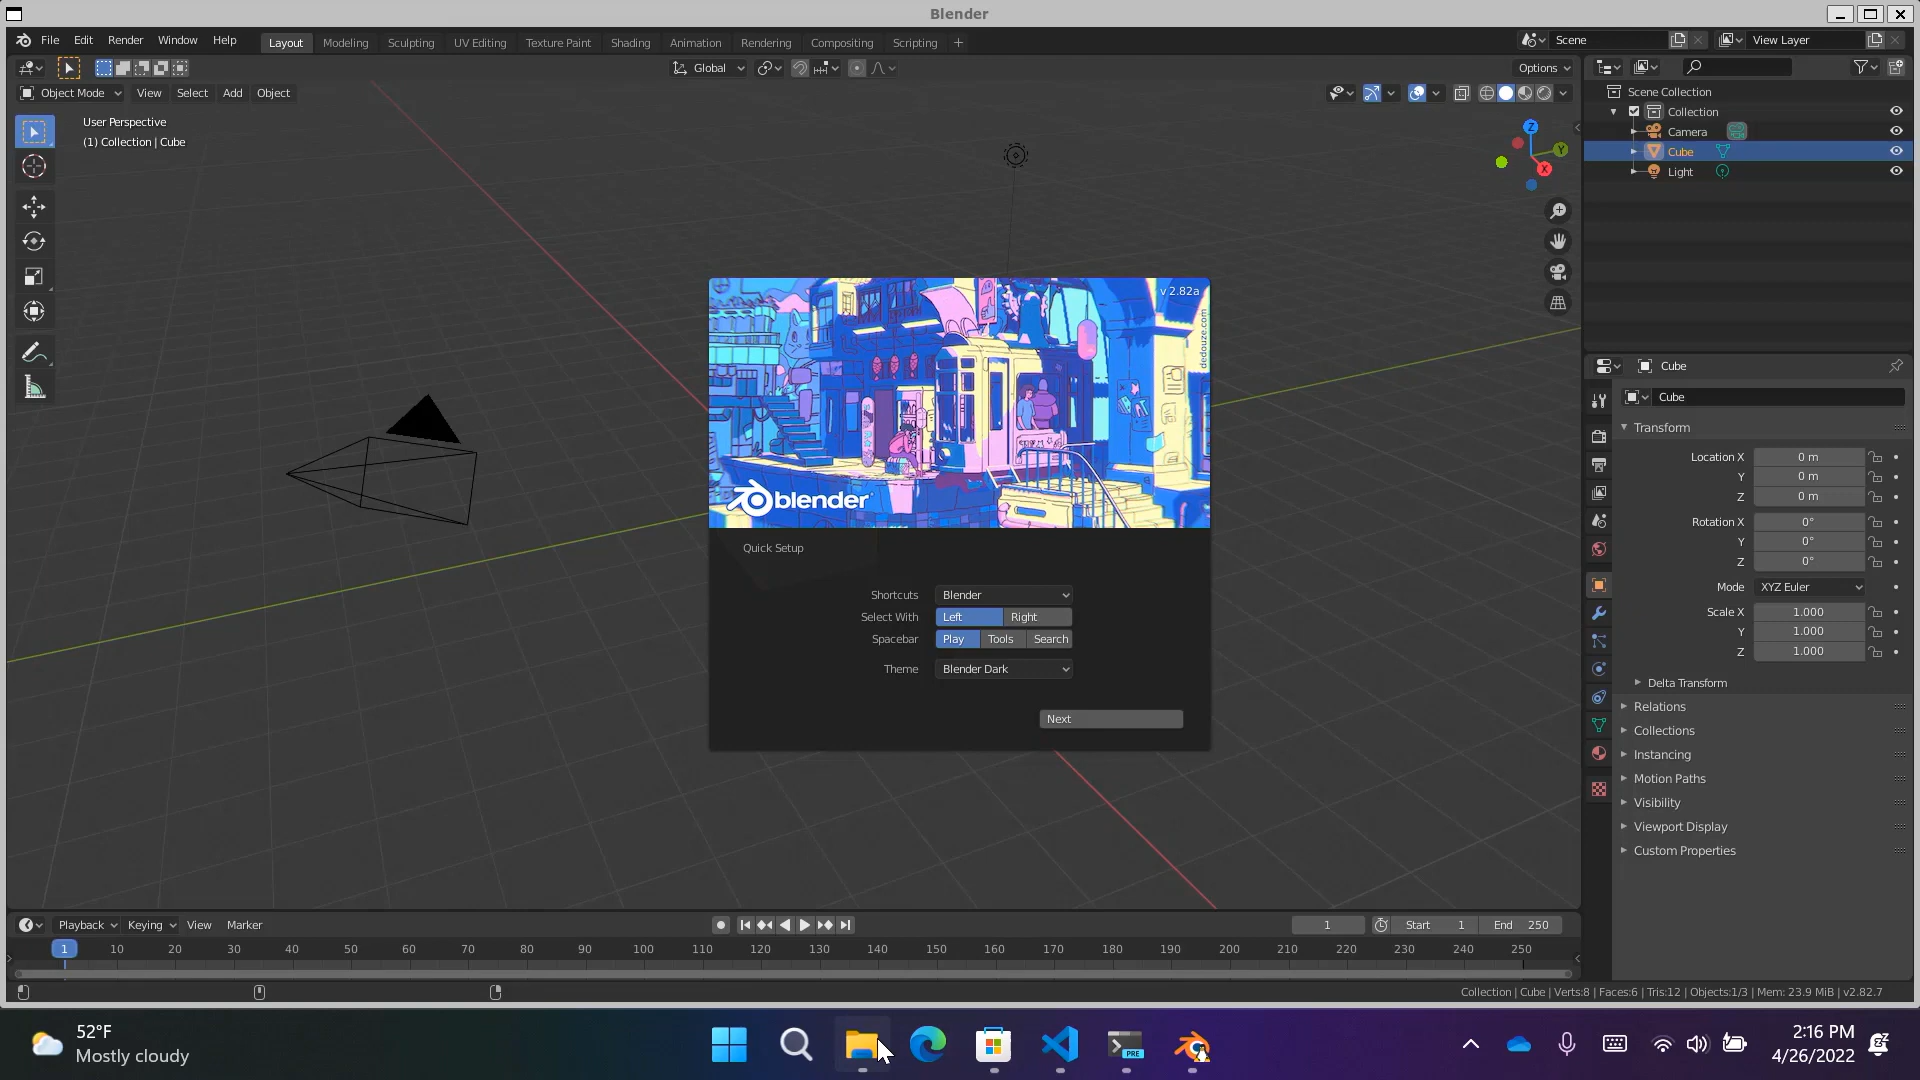 Blender
File Edit Render Window Help
Layout Modeling Sculpting UV Editing Texture Paint Shading Animation Rendering Compositing Scripting +
Scene
View Layer
Global
Options
Object Mode View Select Add Object
User Perspective
(1) Collection | Cube
Z
Y
X
Scene Collection
Collection
Camera
Cube
Light
v 2.82a
dedouze.com
blender
Quick Setup
Shortcuts Blender
Select With Left Right
Spacebar Play Tools Search
Theme Blender Dark
Next
Cube
Cube
Transform
Location X 0 m
Y 0 m
Z 0 m
Rotation X 0°
Y 0°
Z 0°
Mode XYZ Euler
Scale X 1.000
Y 1.000
Z 1.000
Delta Transform
Relations
Collections
Instancing
Motion Paths
Visibility
Viewport Display
Custom Properties
Playback Keying View Marker
1 Start 1 End 250
1 10 20 30 40 50 60 70 80 90 100 110 120 130 140 150 160 170 180 190 200 210 220 230 240 250
Collection | Cube | Verts:8 | Faces:6 | Tris:12 | Objects:1/3 | Mem: 23.9 MiB | v2.82.7
52°F
Mostly cloudy
PRE
2:16 PM
4/26/2022